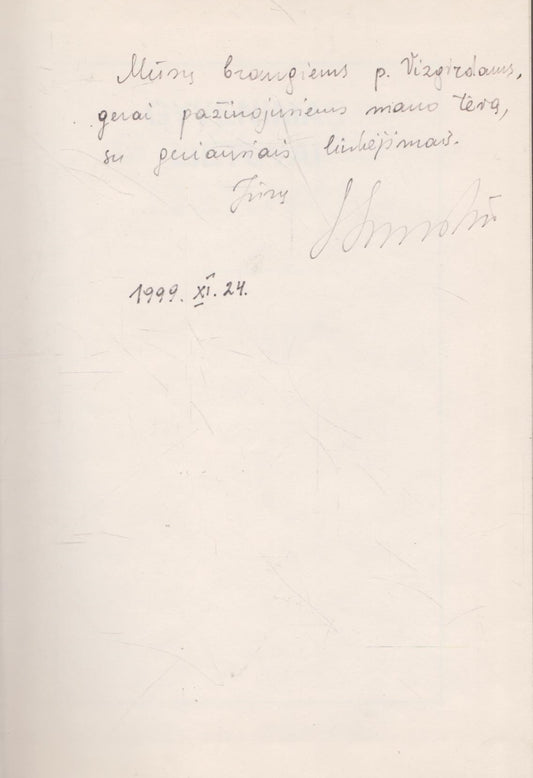 Mūsų brangiems p. Vizgirdams,
gerai pažinojusiems mano tėvą,
su geriausiais linkėjimais.
Jūsų
1999. XI. 24.